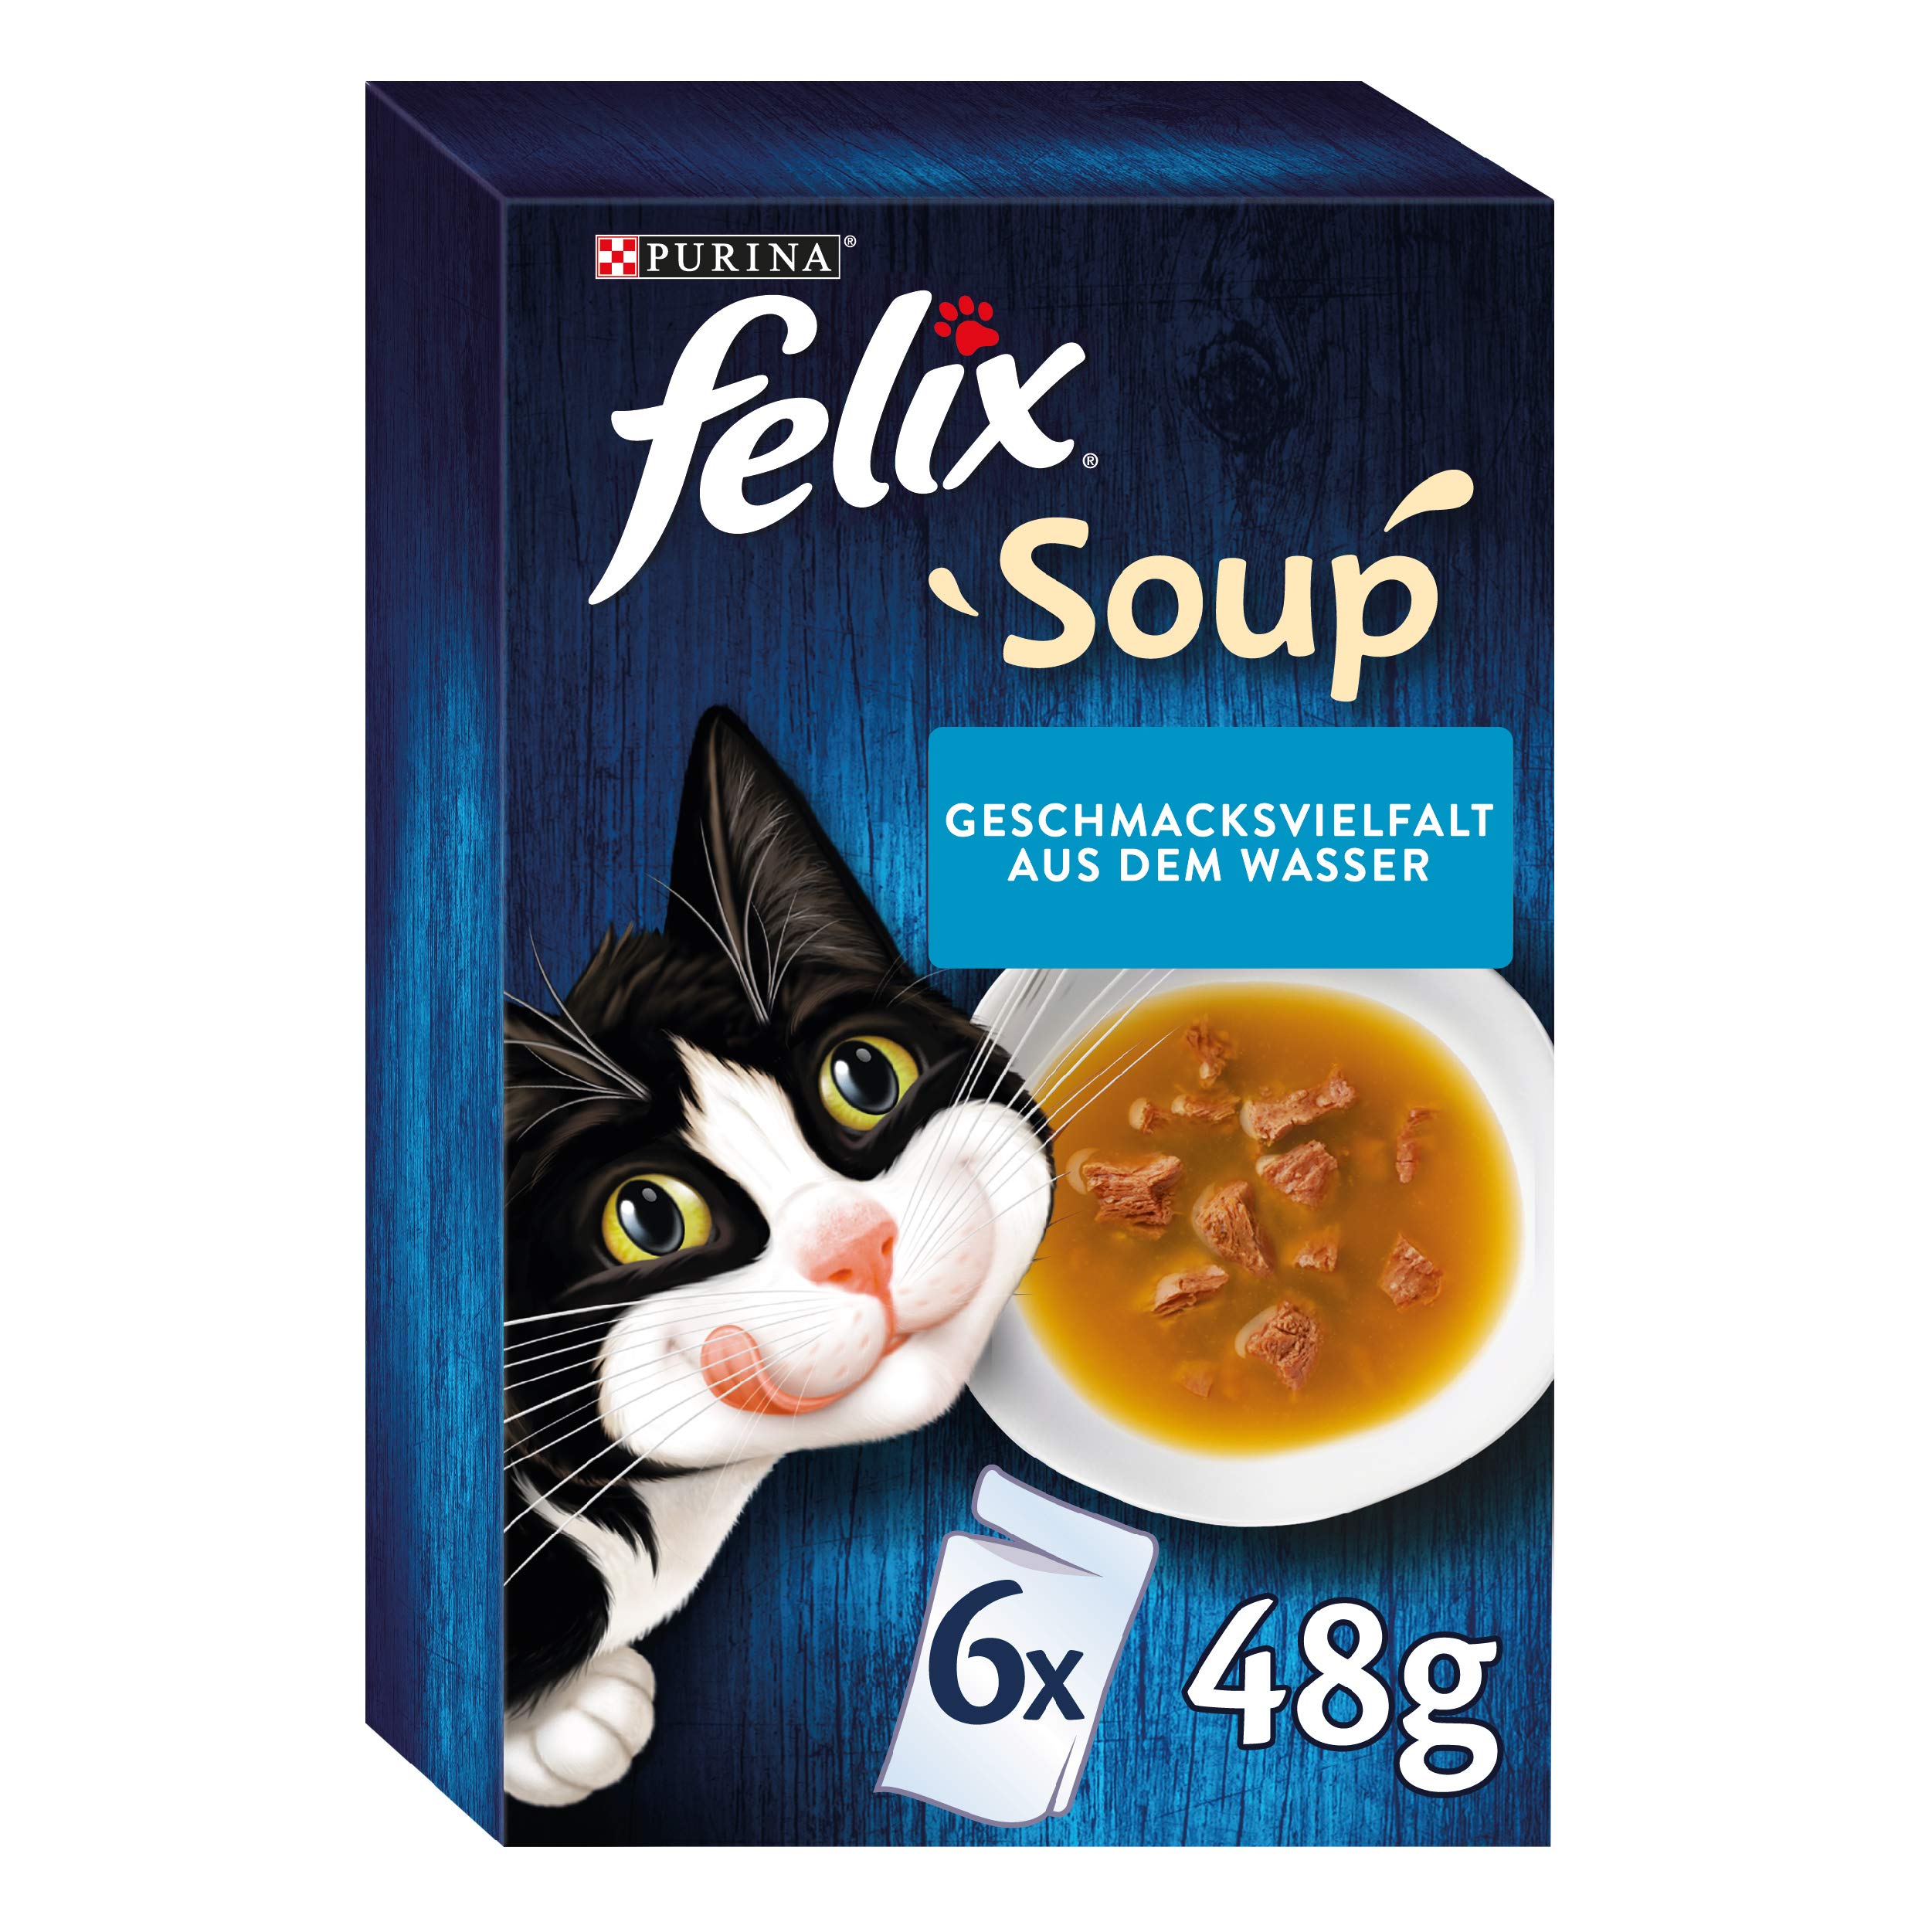 PURINA®
felix®
Soup
GESCHMACKSVIELFALT
AUS DEM WASSER
6x 48g